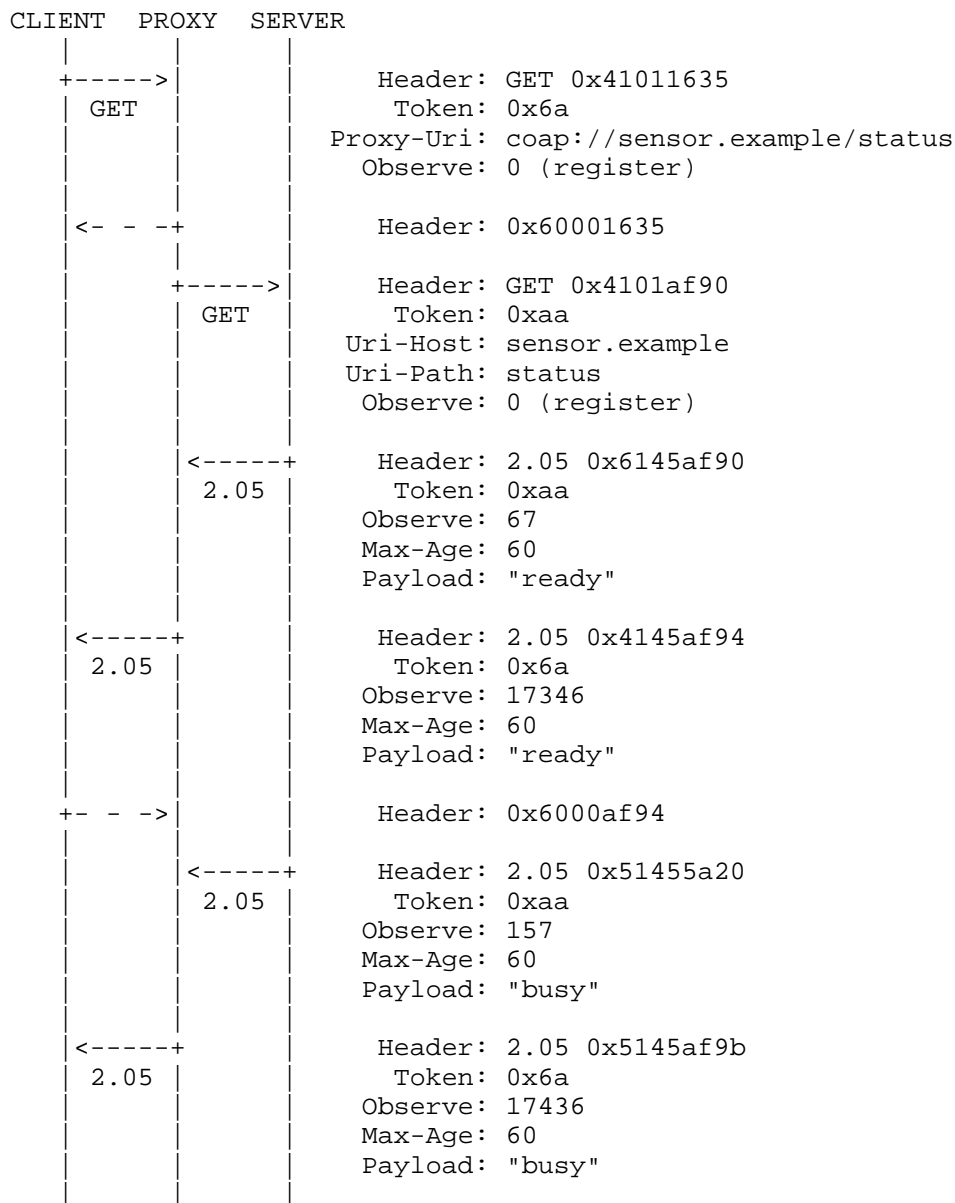 CLIENT  PROXY  SERVER
   |      |      |
   +----->|      |     Header: GET 0x41011635
   | GET  |      |      Token: 0x6a
   |      |      |  Proxy-Uri: coap://sensor.example/status
   |      |      |    Observe: 0 (register)
   |      |      |
   |<- - -+      |     Header: 0x60001635
   |      |      |
   |      +----->|     Header: GET 0x4101af90
   |      | GET  |      Token: 0xaa
   |      |      |   Uri-Host: sensor.example
   |      |      |   Uri-Path: status
   |      |      |    Observe: 0 (register)
   |      |      |
   |      |<-----+     Header: 2.05 0x6145af90
   |      | 2.05 |      Token: 0xaa
   |      |      |    Observe: 67
   |      |      |    Max-Age: 60
   |      |      |    Payload: "ready"
   |      |      |
   |<-----+      |     Header: 2.05 0x4145af94
   | 2.05 |      |      Token: 0x6a
   |      |      |    Observe: 17346
   |      |      |    Max-Age: 60
   |      |      |    Payload: "ready"
   |      |      |
   +- - ->|      |     Header: 0x6000af94
   |      |      |
   |      |<-----+     Header: 2.05 0x51455a20
   |      | 2.05 |      Token: 0xaa
   |      |      |    Observe: 157
   |      |      |    Max-Age: 60
   |      |      |    Payload: "busy"
   |      |      |
   |<-----+      |     Header: 2.05 0x5145af9b
   | 2.05 |      |      Token: 0x6a
   |      |      |    Observe: 17436
   |      |      |    Max-Age: 60
   |      |      |    Payload: "busy"
   |      |      |